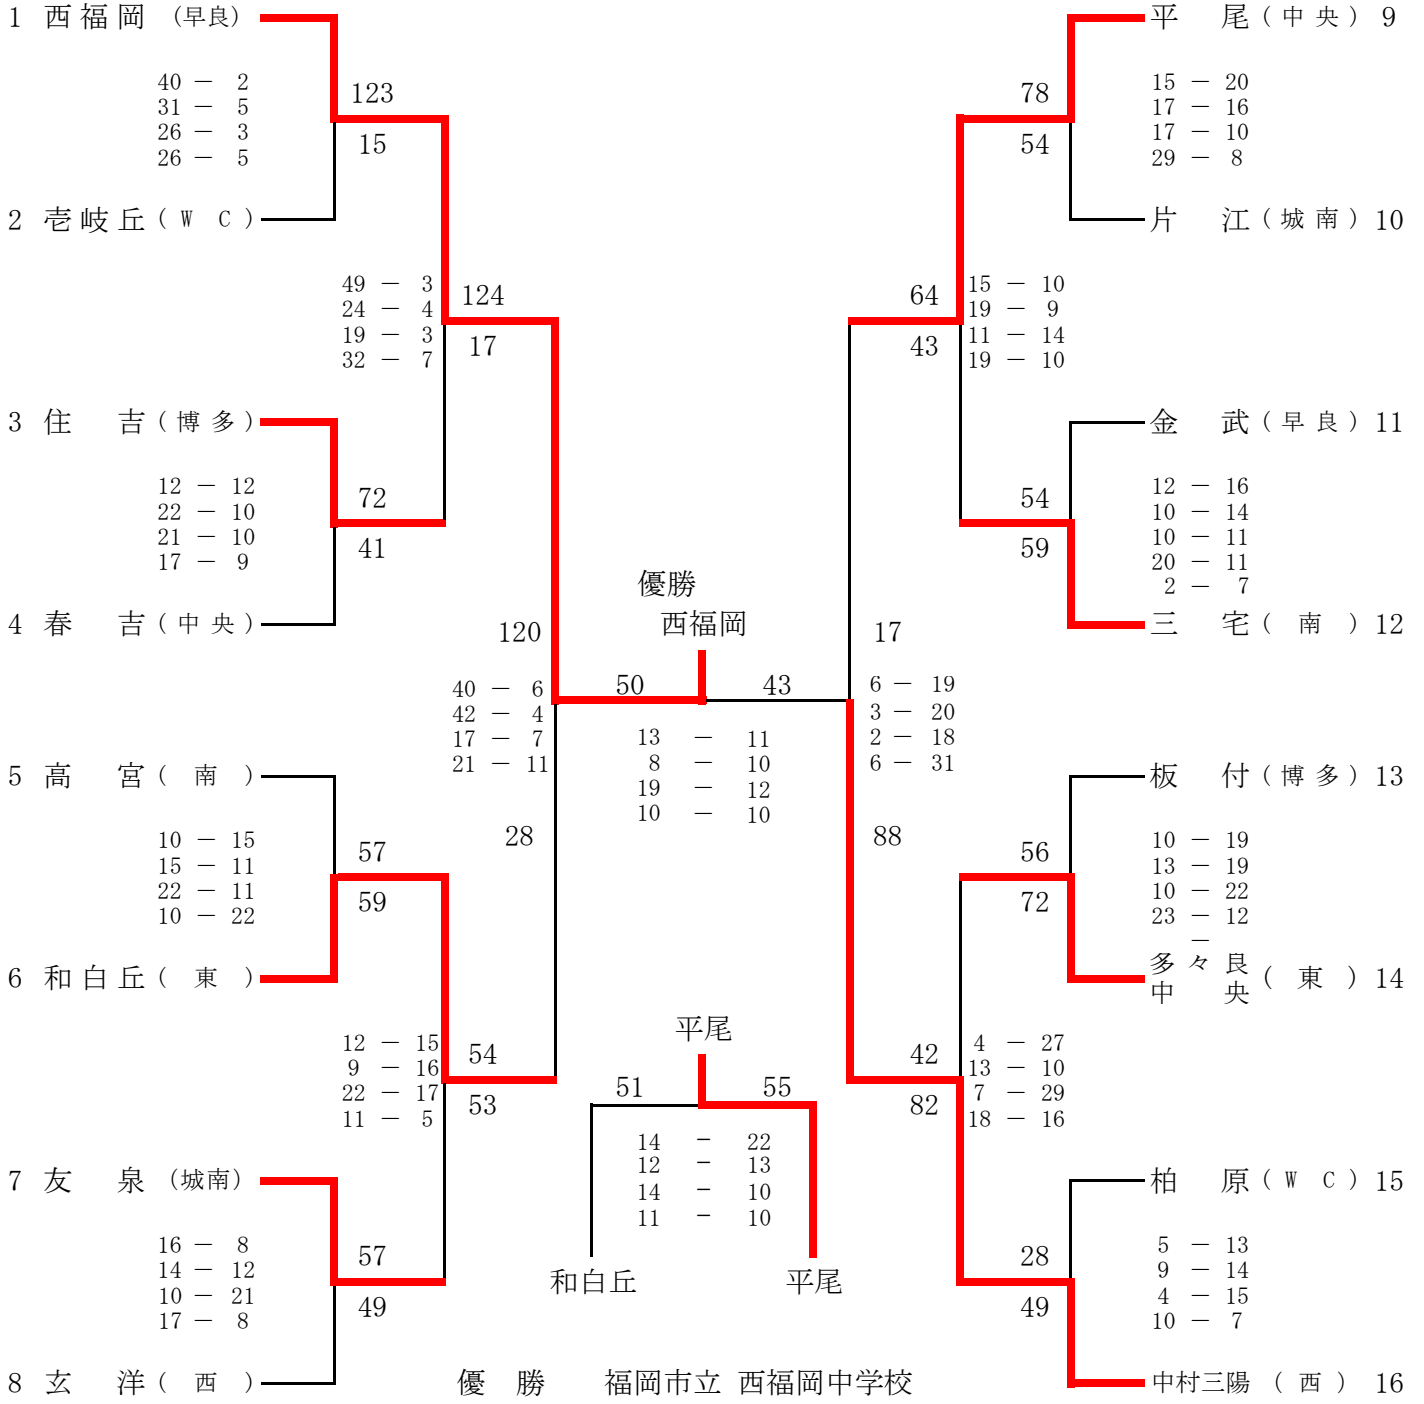 1 西福岡 (早良)
40 － 2
31 － 5
26 － 3
26 － 5
123
15
2 壱岐丘 ( W C )
49 － 3
24 － 4
19 － 3
32 － 7
124
17
3 住 吉 ( 博 多 )
12 － 12
22 － 10
21 － 10
17 － 9
72
41
4 春 吉 ( 中 央 )
120
40 － 6
42 － 4
17 － 7
21 － 11
28
5 高 宮 ( 南 )
10 － 15
15 － 11
22 － 11
10 － 22
57
59
6 和白丘 ( 東 )
12 － 15
9 － 16
22 － 17
11 － 5
54
53
7 友 泉 (城南)
16 － 8
14 － 12
10 － 21
17 － 8
57
49
8 玄 洋 ( 西 )
優勝
西福岡
50 43
13 － 11
8 － 10
19 － 12
10 － 10
平尾
51 55
14 － 22
12 － 13
14 － 10
11 － 10
和白丘 平尾
平 尾 ( 中 央 ) 9
78
54
15 － 20
17 － 16
17 － 10
29 － 8
片 江 ( 城 南 ) 10
64
43
15 － 10
19 － 9
11 － 14
19 － 10
金 武 ( 早 良 ) 11
54
59
12 － 16
10 － 14
10 － 11
20 － 11
2 － 7
三 宅 ( 南 ) 12
17
6 － 19
3 － 20
2 － 18
6 － 31
88
板 付 ( 博 多 ) 13
56
72
10 － 19
13 － 19
10 － 22
23 － 12
－
多 々 良
中 央 ( 東 ) 14
42
82
4 － 27
13 － 10
7 － 29
18 － 16
柏 原 ( W C ) 15
28
49
5 － 13
9 － 14
4 － 15
10 － 7
中村三陽 ( 西 ) 16
優 勝 福岡市立 西福岡中学校